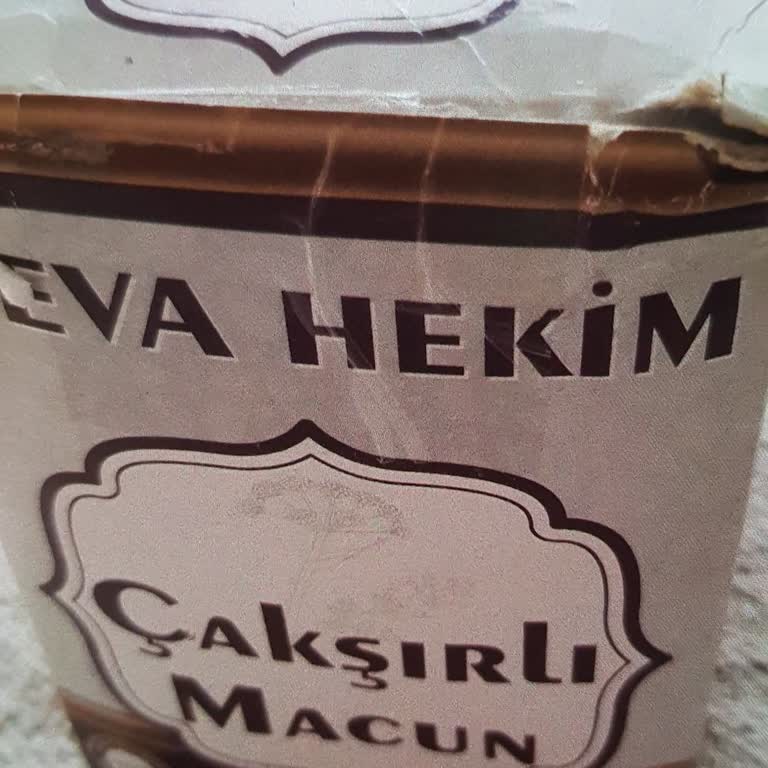 EVA HEKİM
Çakşırlı
Macun